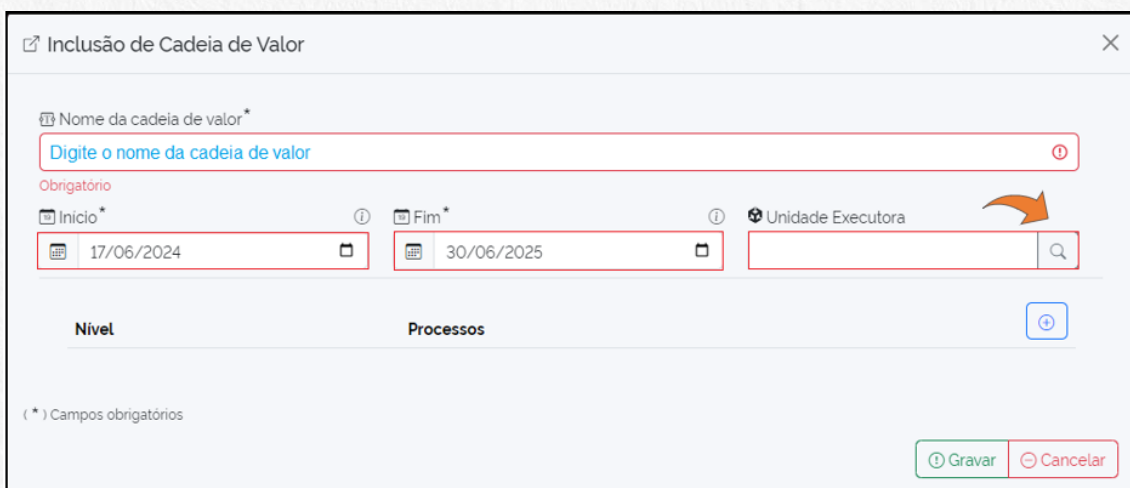 Inclusão de Cadeia de Valor
Nome da cadeia de valor*
Digite o nome da cadeia de valor
Obrigatório
Início* Fim* Unidade Executora
17/06/2024 30/06/2025
Nível Processos
( * ) Campos obrigatórios
Gravar Cancelar